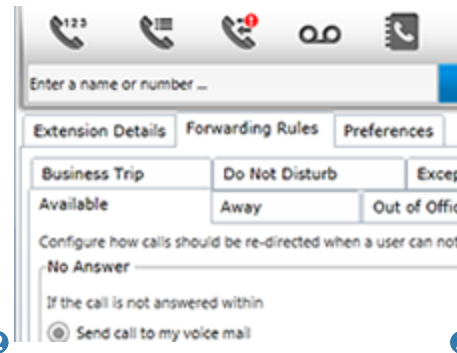 123
Enter a name or number ...
Extension Details Forwarding Rules Preferences
Business Trip Do Not Disturb
Available Away Out of
Configure how calls should be re-directed when a user can not
No Answer
If the call is not answered within
Send call to my voice mail